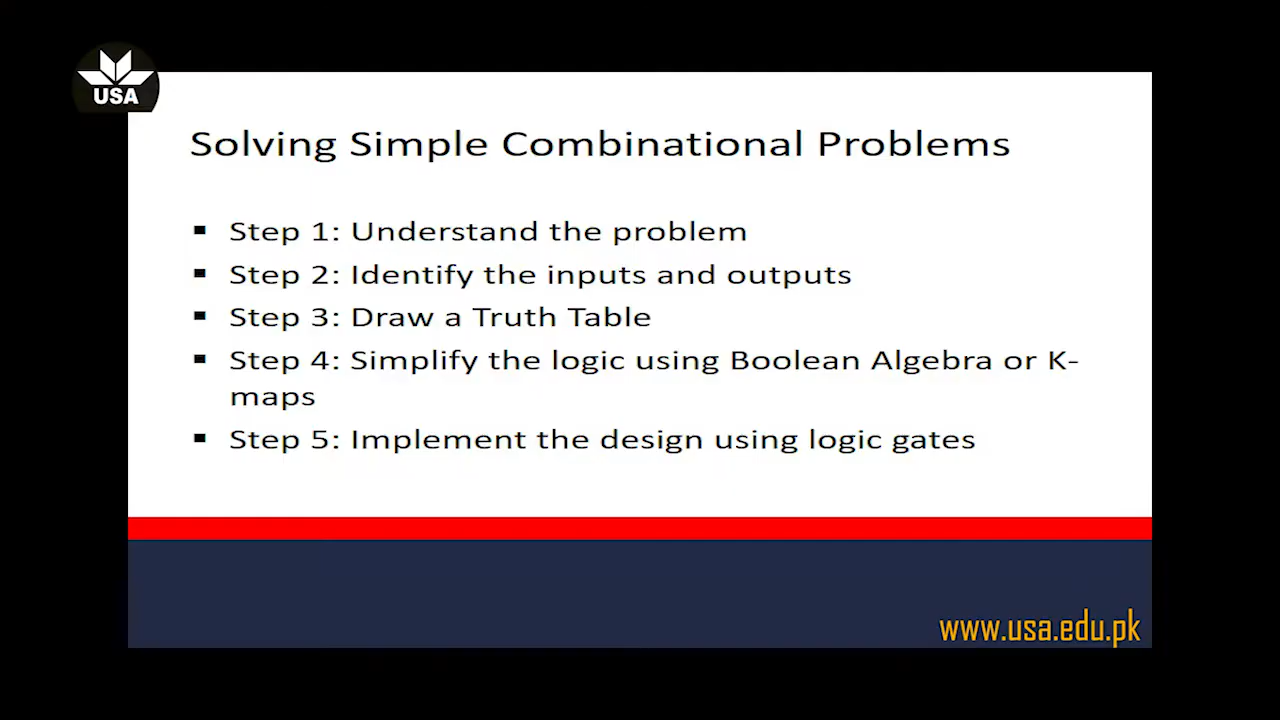 USA
Solving Simple Combinational Problems
▪ Step 1: Understand the problem
▪ Step 2: Identify the inputs and outputs
▪ Step 3: Draw a Truth Table
▪ Step 4: Simplify the logic using Boolean Algebra or K-
maps
▪ Step 5: Implement the design using logic gates
www.usa.edu.pk